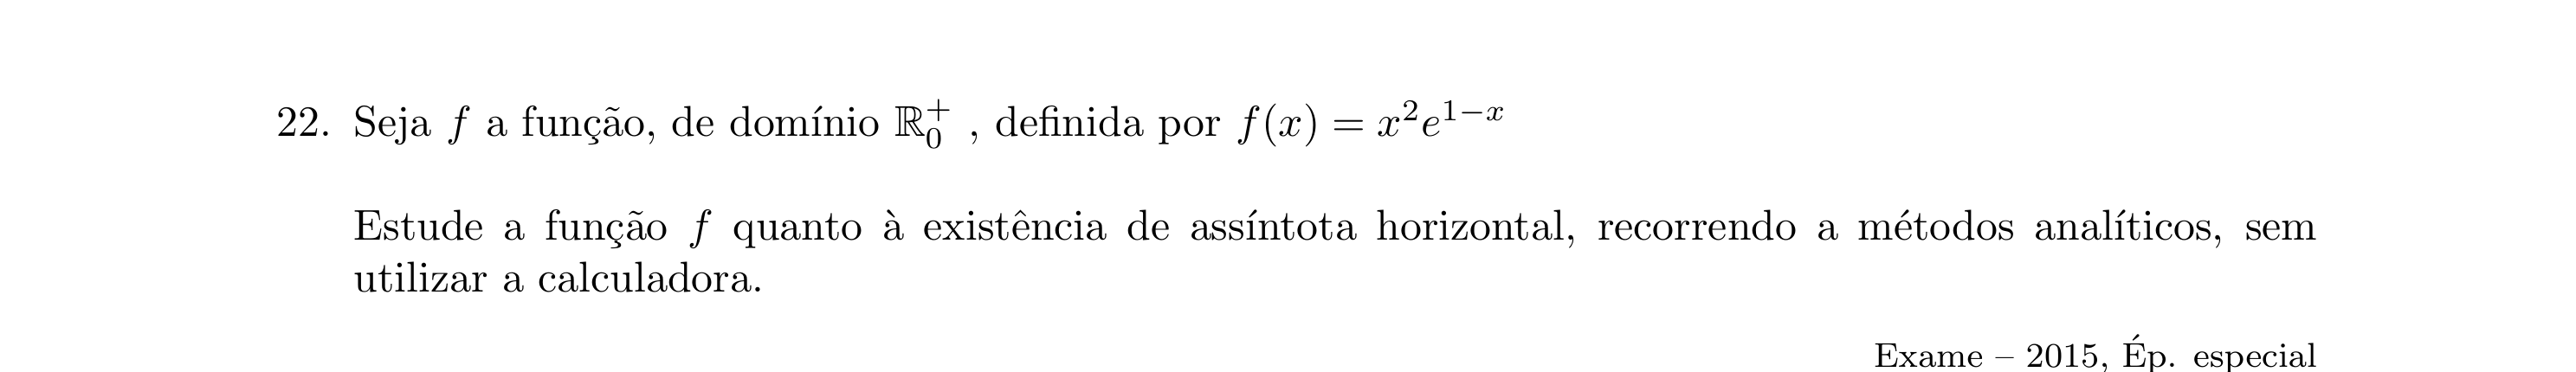 22. Seja f a função, de domínio ℝ₀⁺ , definida por f(x) = x²e¹⁻ˣ
Estude a função f quanto à existência de assíntota horizontal, recorrendo a métodos analíticos, sem
utilizar a calculadora.
Exame – 2015, Ép. especial